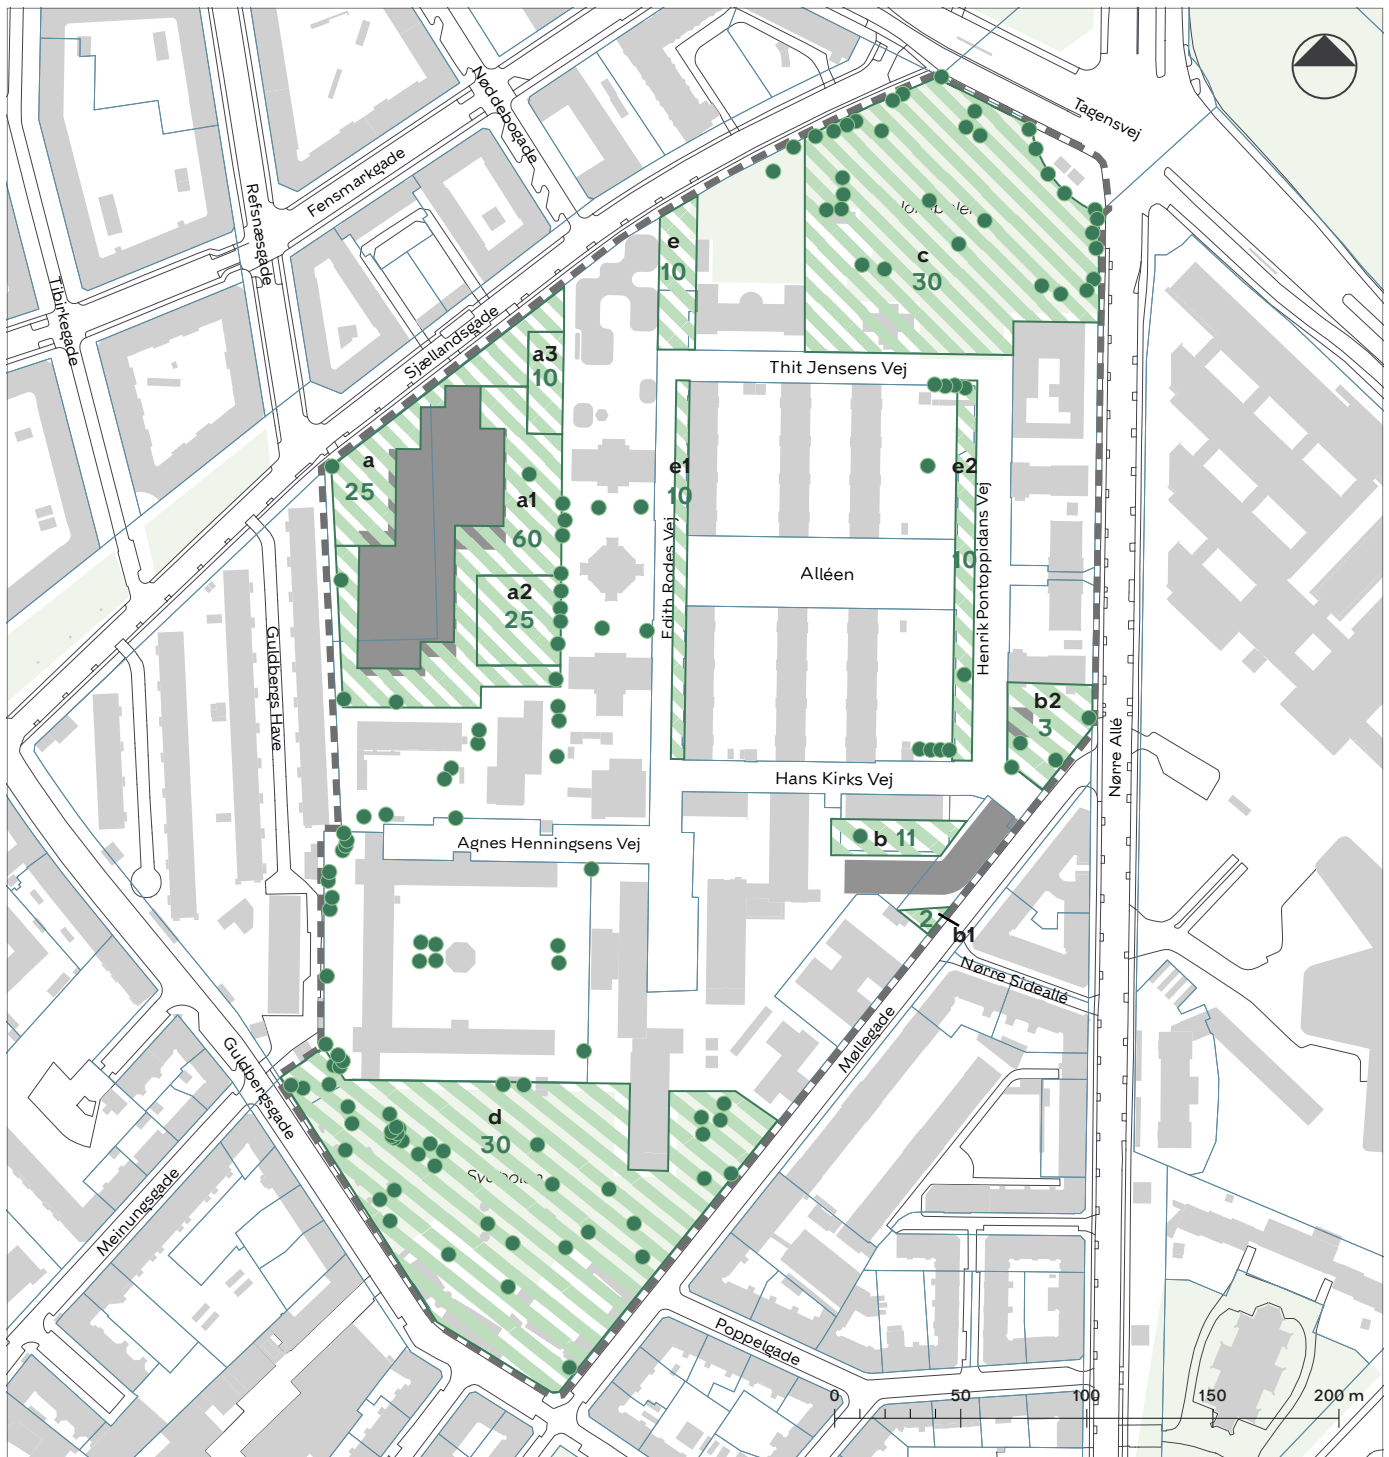 Nøddebogade
Tagensvej
Fensmarkgade
Refsnæsgade
Tibirkegade
Sjællandsgade
e
10
c
30
a3
10
Thit Jensens Vej
a
25
a1
60
e1
10
e2
10
Edith Rodes Vej
Henrik Pontoppidans Vej
Alléen
a2
25
Guldbergs Have
b2
3
Nørre Allé
Hans Kirks Vej
Agnes Henningsens Vej
b 11
2
b1
Nørre Sideallé
Møllegade
Guldbergsgade
d
30
Meinungsgade
Poppelgade
0 50 100 150 200 m